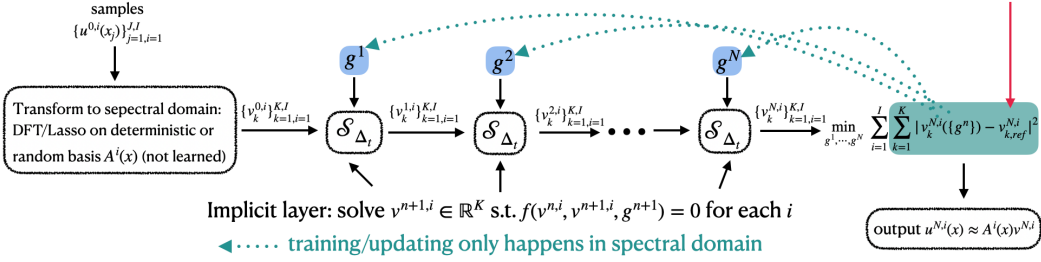 samples
{u^{0,i}(x_j)}_{j=1,i=1}^{J,I}
Transform to sepectral domain:
DFT/Lasso on deterministic or
random basis A^i(x) (not learned)
{v_k^{0,i}}_{k=1,i=1}^{K,I}
g^1
𝒮_{Δ_t}
{v_k^{1,i}}_{k=1,i=1}^{K,I}
g^2
𝒮_{Δ_t}
{v_k^{2,i}}_{k=1,i=1}^{K,I}
g^N
𝒮_{Δ_t}
{v_k^{N,i}}_{k=1,i=1}^{K,I}
min_{g^1,⋯,g^N} ∑_{i=1}^{I} ∑_{k=1}^{K} |v_k^{N,i}({g^n}) − v_{k,ref}^{N,i}|^2
Implicit layer: solve v^{n+1,i} ∈ ℝ^K s.t. f(v^{n,i}, v^{n+1,i}, g^{n+1}) = 0 for each i
training/updating only happens in spectral domain
output u^{N,i}(x) ≈ A^i(x)v^{N,i}